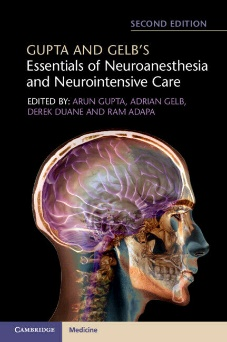 SECOND EDITION
GUPTA AND GELB'S
Essentials of Neuroanesthesia
and Neurointensive Care
EDITED BY: ARUN GUPTA, ADRIAN GELB,
DEREK DUANE AND RAM ADAPA
CAMBRIDGE Medicine